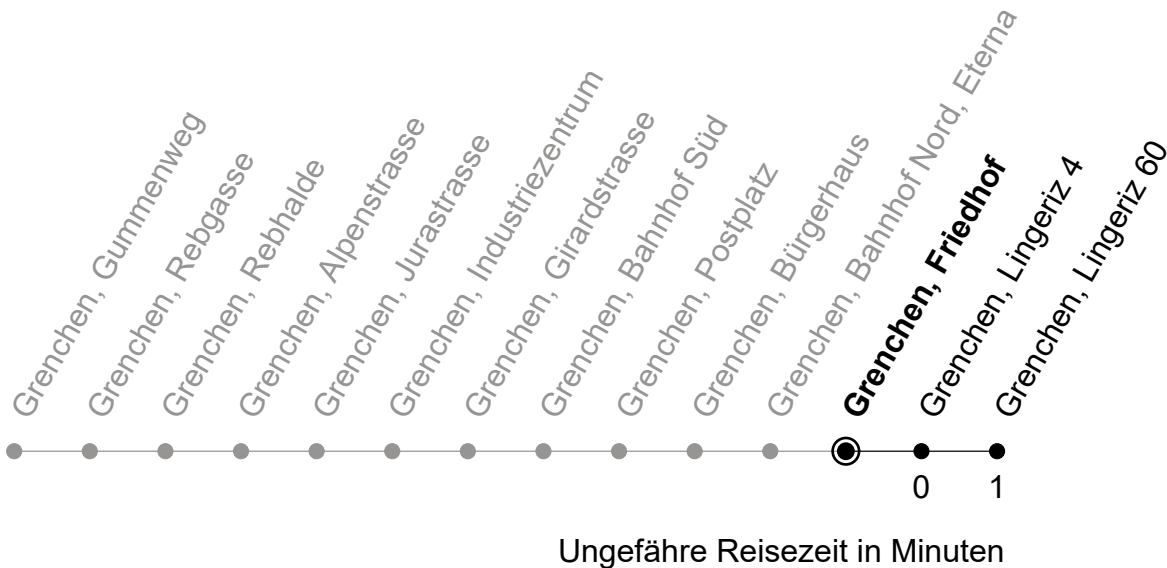 Grenchen, Gummenweg
Grenchen, Rebgasse
Grenchen, Rebhalde
Grenchen, Alpenstrasse
Grenchen, Jurastrasse
Grenchen, Industriezentrum
Grenchen, Girardstrasse
Grenchen, Bahnhof Süd
Grenchen, Postplatz
Grenchen, Bürgerhaus
Grenchen, Bahnhof Nord, Eterna
Grenchen, Friedhof
Grenchen, Lingeriz 4
Grenchen, Lingeriz 60
0 1
Ungefähre Reisezeit in Minuten